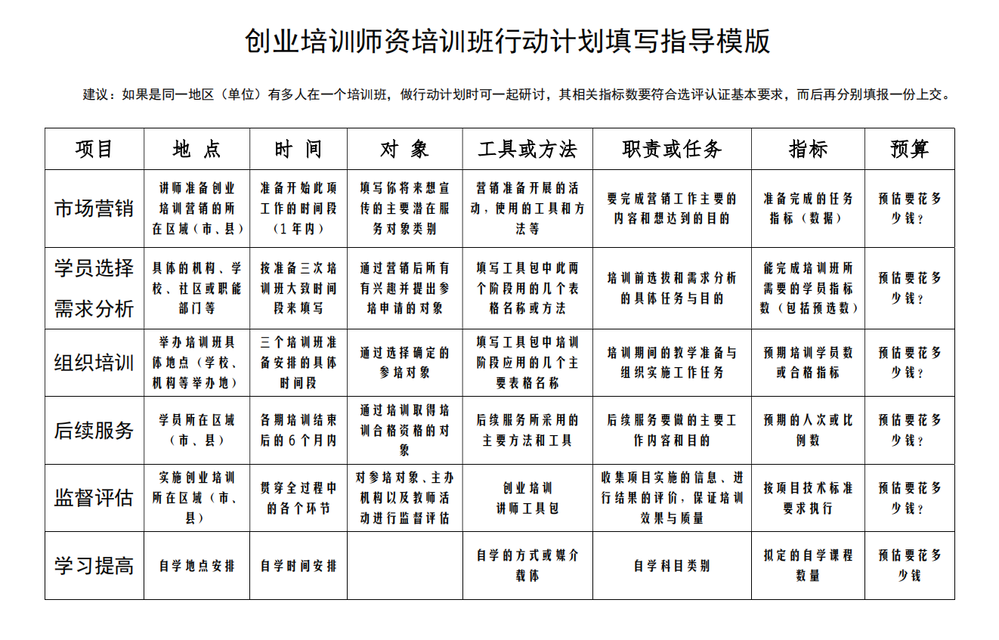 创业培训师资培训班行动计划填写指导模版
建议：如果是同一地区（单位）有多人在一个培训班，做行动计划时可一起研讨，其相关指标数要符合选评认证基本要求，而后再分别填报一份上交。
项目
地 点
时 间
对 象
工具或方法
职责或任务
指标
预算
市场营销
讲师准备创业
培训营销的所
在区域（市、县）
准备开始此项
工作的时间段
（1年内）
填写你将来想宣
传的主要潜在服
务对象类别
营销准备开展的活
动，使用的工具和方
法等
要完成营销工作主要的
内容和想达到的目的
准备完成的任务
指标（数据）
预估要花多
少钱？
学员选择
需求分析
具体的机构、学
校、社区或职能
部门等
按准备三次培
训班大致时间
段来填写
通过营销后所有
有兴趣并提出参
培申请的对象
填写工具包中此两
个阶段用的几个表
格名称或方法
培训前选拔和需求分析
的具体任务与目的
能完成培训班所
需要的学员指标
数（包括预选数）
预估要花多
少钱？
组织培训
举办培训班具
体地点（学校、
机构等举办地）
三个培训班准
备安排的具体
时间段
通过选择确定的
参培对象
填写工具包中培训
阶段应用的几个主
要表格名称
培训期间的教学准备与
组织实施工作任务
预期培训学员数
或合格指标
预估要花多
少钱？
后续服务
学员所在区域
（市、县）
各期培训结束
后的6个月内
通过培训取得培
训合格资格的对
象
后续服务所采用的
主要方法和工具
后续服务要做的主要工
作内容和目的
预期的人次或比
例数
预估要花多
少钱？
监督评估
实施创业培训
所在区域（市、
县）
贯穿全过程中
的各个环节
对参培对象、主办
机构以及教师活
动进行监督评估
创业培训
讲师工具包
收集项目实施的信息、进
行结果的评价，保证培训
效果与质量
按项目技术标准
要求执行
预估要花多
少钱？
学习提高
自学地点安排
自学时间安排
自学的方式或媒介
载体
自学科目类别
拟定的自学课程
数量
预估要花多
少钱